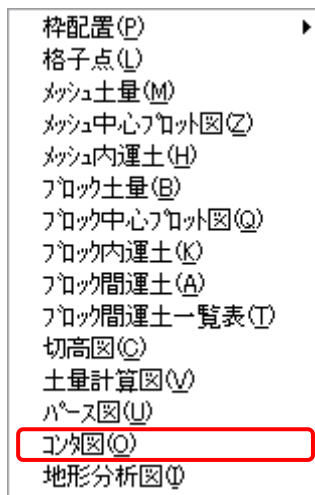 枠配置(P)
格子点(L)
ﾒｯｼｭ土量(M)
ﾒｯｼｭ中心ﾌﾟﾛｯﾄ図(Z)
ﾒｯｼｭ内運土(H)
ﾌﾞﾛｯｸ土量(B)
ﾌﾞﾛｯｸ中心ﾌﾟﾛｯﾄ図(Q)
ﾌﾞﾛｯｸ内運土(K)
ﾌﾞﾛｯｸ間運土(A)
ﾌﾞﾛｯｸ間運土一覧表(T)
切高図(C)
土量計算図(V)
ﾊﾟｰｽ図(U)
ｺﾝﾀ図(O)
地形分析図(I)